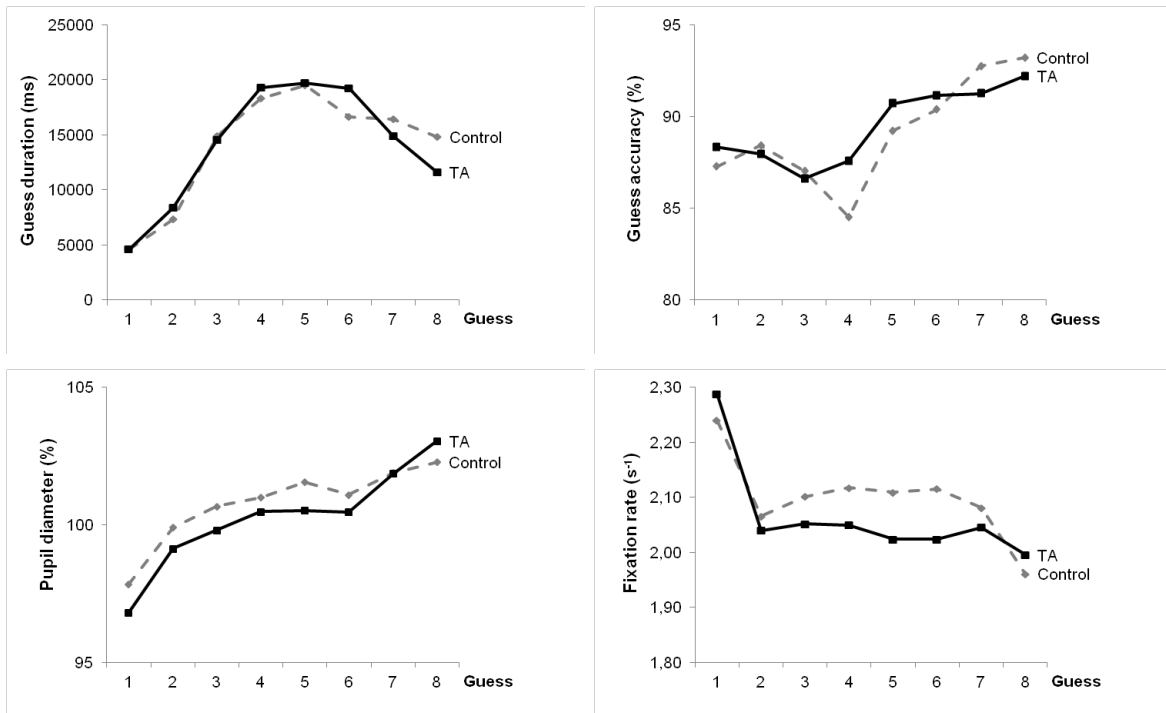 Guess duration (ms)
25000
20000
15000
10000
5000
0
Control
TA
1 2 3 4 5 6 7 8 Guess
Guess accuracy (%)
95
90
85
80
Control
TA
1 2 3 4 5 6 7 8 Guess
Pupil diameter (%)
105
100
95
TA
Control
1 2 3 4 5 6 7 8 Guess
Fixation rate (s⁻¹)
2,30
2,20
2,10
2,00
1,90
1,80
TA
Control
1 2 3 4 5 6 7 8 Guess